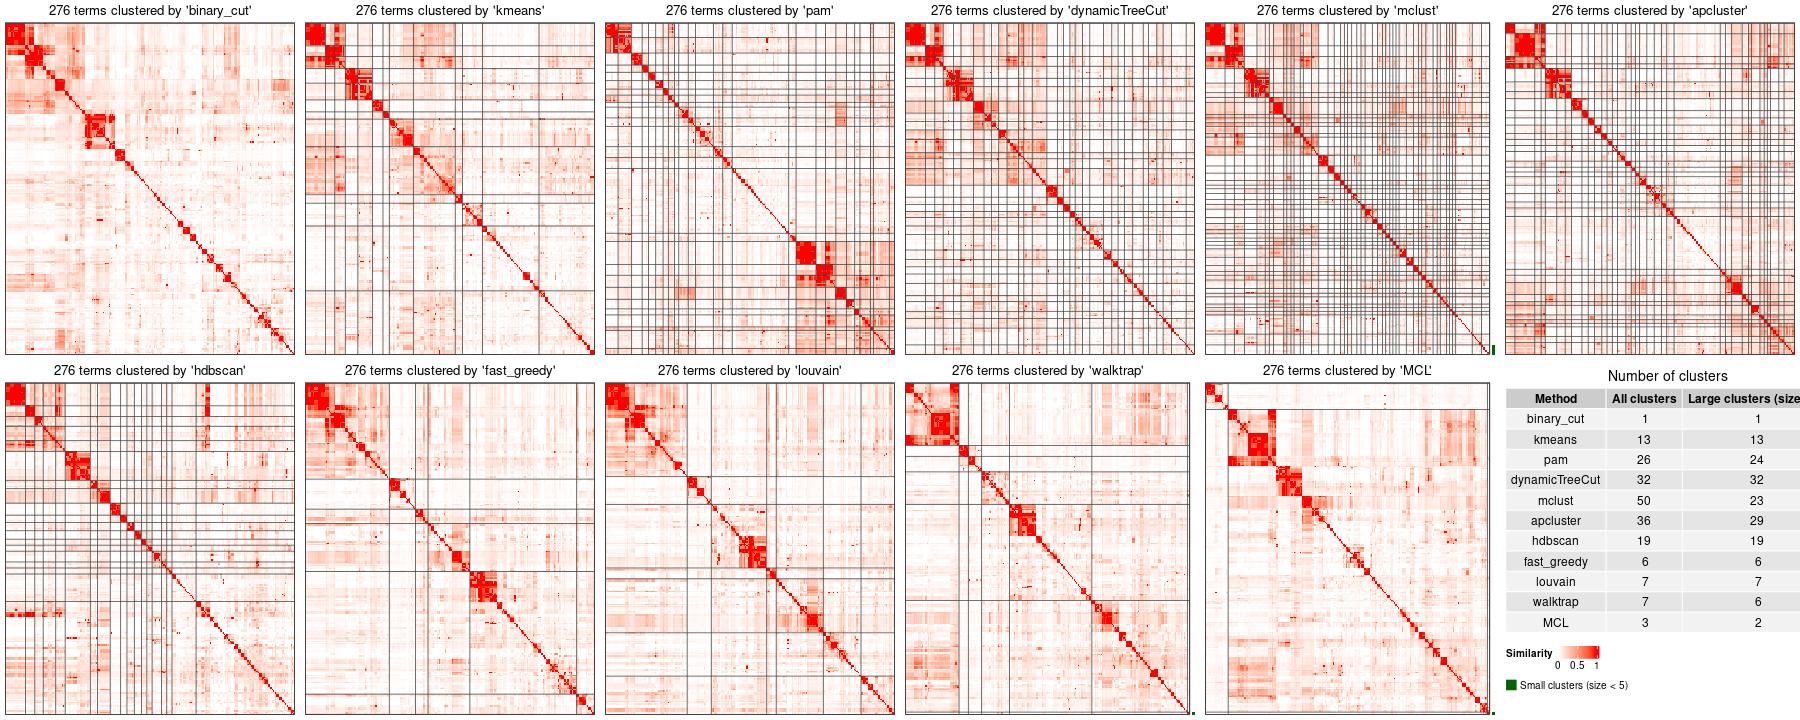 276 terms clustered by 'binary_cut'
276 terms clustered by 'kmeans'
276 terms clustered by 'pam'
276 terms clustered by 'dynamicTreeCut'
276 terms clustered by 'mclust'
276 terms clustered by 'apcluster'
276 terms clustered by 'hdbscan'
276 terms clustered by 'fast_greedy'
276 terms clustered by 'louvain'
276 terms clustered by 'walktrap'
276 terms clustered by 'MCL'
Number of clusters
Method All clusters Large clusters (size
binary_cut 1 1
kmeans 13 13
pam 26 24
dynamicTreeCut 32 32
mclust 50 23
apcluster 36 29
hdbscan 19 19
fast_greedy 6 6
louvain 7 7
walktrap 7 6
MCL 3 2
Similarity
0 0.5 1
Small clusters (size < 5)